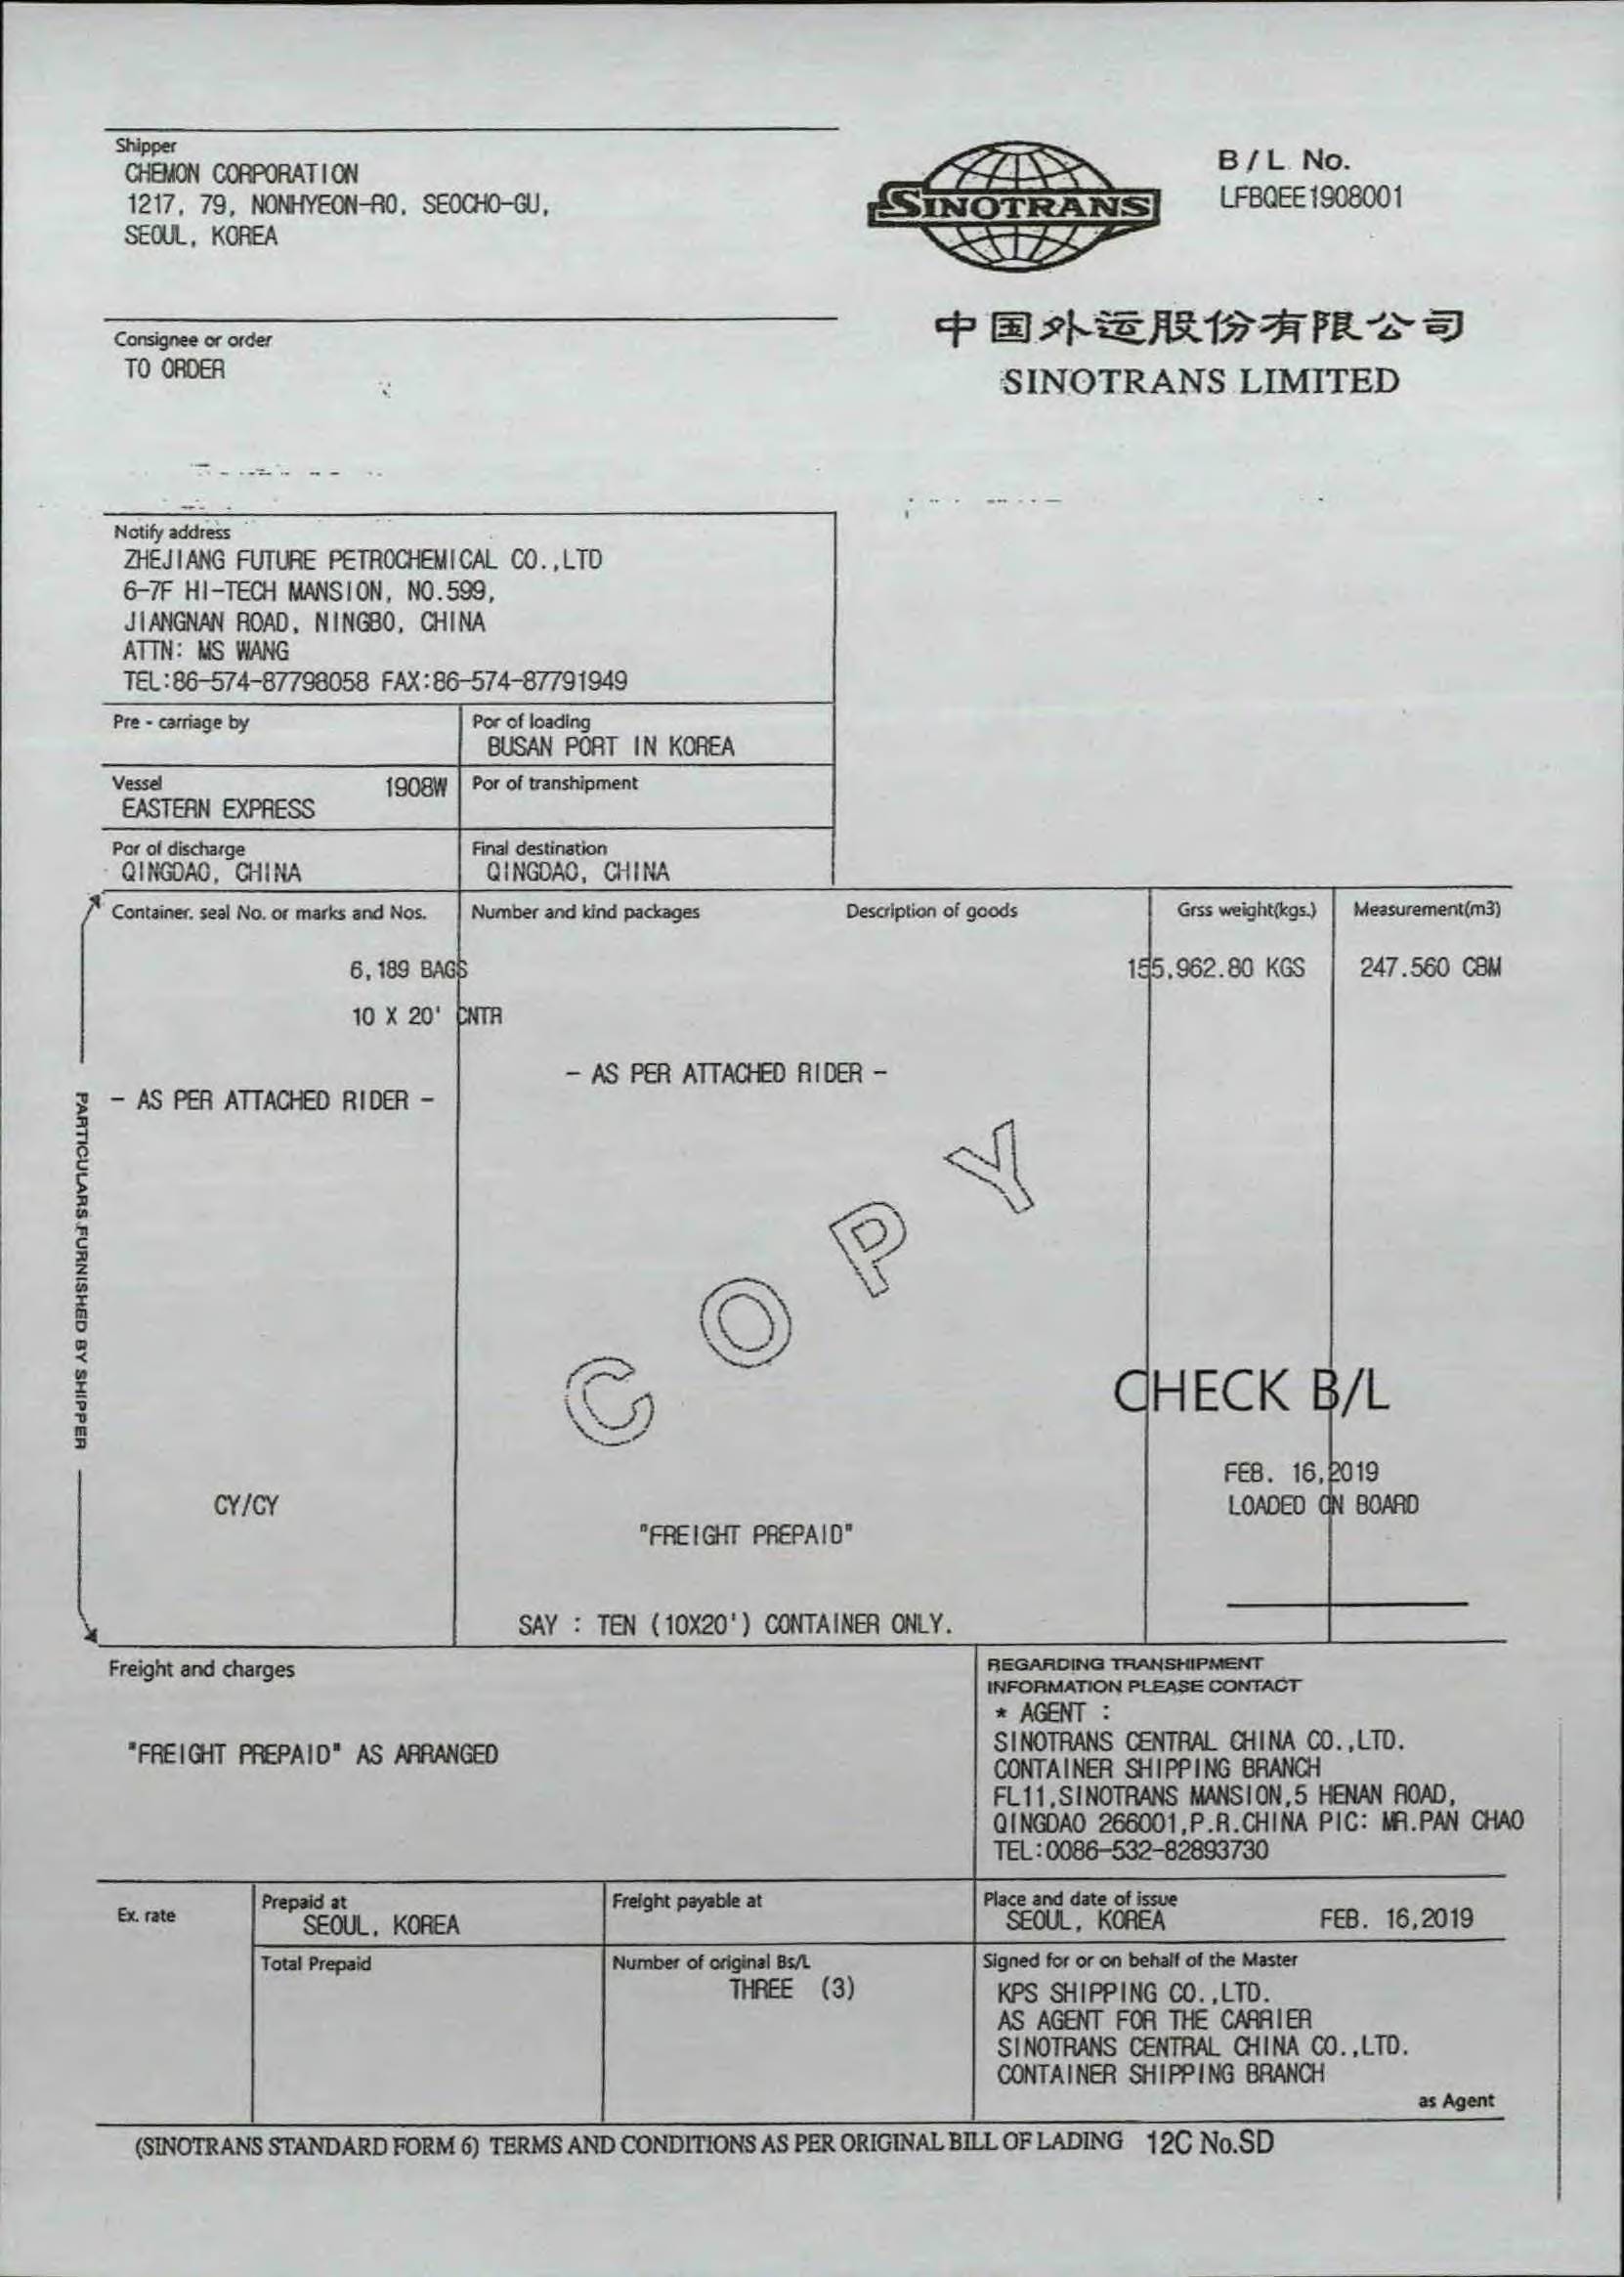 Shipper
CHEMON CORPORATION
1217, 79, NONHYEON-RO, SEOCHO-GU,
SEOUL, KOREA
SINOTRANS
B / L No.
LFBQEE1908001
中国外运股份有限公司
SINOTRANS LIMITED
Consignee or order
TO ORDER
Notify address
ZHEJIANG FUTURE PETROCHEMICAL CO.,LTD
6-7F HI-TECH MANSION, NO.599,
JIANGNAN ROAD, NINGBO, CHINA
ATTN: MS WANG
TEL:86-574-87798058 FAX:86-574-87791949
Pre - carriage by
Por of loading
BUSAN PORT IN KOREA
Vessel 1908W
EASTERN EXPRESS
Por of transhipment
Por of discharge
QINGDAO, CHINA
Final destination
QINGDAO, CHINA
Container. seal No. or marks and Nos. Number and kind packages Description of goods Grss weight(kgs.) Measurement(m3)
6,189 BAGS 155.962.80 KGS 247.560 CBM
10 X 20' CNTR
- AS PER ATTACHED RIDER -
- AS PER ATTACHED RIDER -
PARTICULARS FURNISHED BY SHIPPER
COPY
CHECK B/L
FEB. 16,2019
LOADED ON BOARD
CY/CY
"FREIGHT PREPAID"
SAY : TEN (10X20') CONTAINER ONLY.
Freight and charges
"FREIGHT PREPAID" AS ARRANGED
REGARDING TRANSHIPMENT
INFORMATION PLEASE CONTACT
* AGENT :
SINOTRANS CENTRAL CHINA CO.,LTD.
CONTAINER SHIPPING BRANCH
FL11,SINOTRANS MANSION,5 HENAN ROAD,
QINGDAO 266001,P.R.CHINA PIC: MR.PAN CHAO
TEL:0086-532-82893730
Ex. rate
Prepaid at
SEOUL, KOREA
Freight payable at
Place and date of issue
SEOUL, KOREA FEB. 16,2019
Total Prepaid
Number of original Bs/L
THREE (3)
Signed for or on behalf of the Master
KPS SHIPPING CO.,LTD.
AS AGENT FOR THE CARRIER
SINOTRANS CENTRAL CHINA CO.,LTD.
CONTAINER SHIPPING BRANCH
as Agent
(SINOTRANS STANDARD FORM 6) TERMS AND CONDITIONS AS PER ORIGINAL BILL OF LADING 12C No.SD